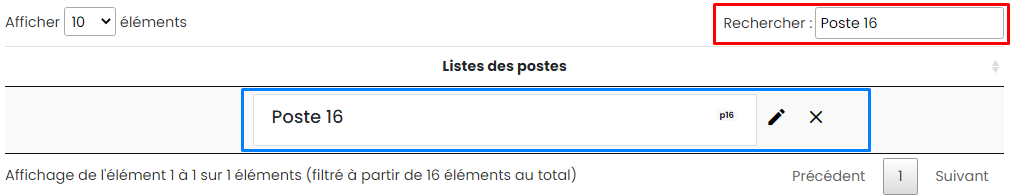 Afficher 10 éléments Rechercher : Poste 16
Listes des postes
Poste 16 p16
Affichage de l'élément 1 à 1 sur 1 éléments (filtré à partir de 16 éléments au total) Précédent 1 Suivant